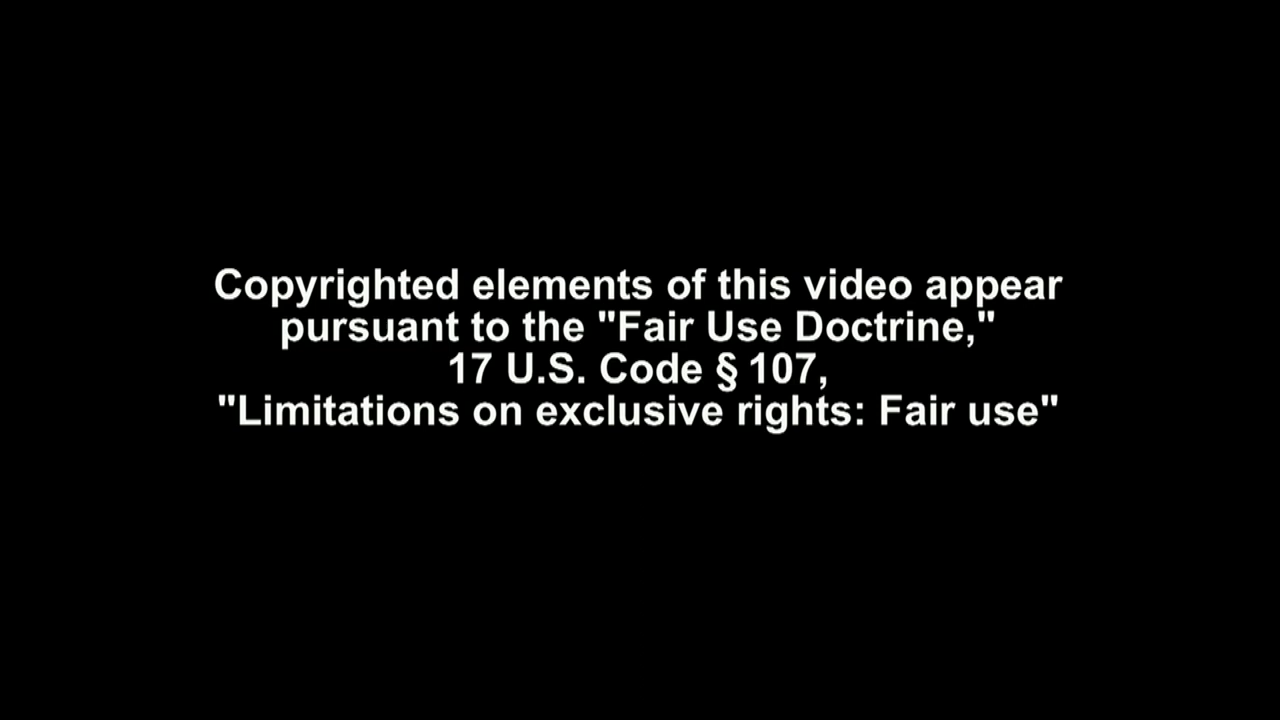 Copyrighted elements of this video appear
pursuant to the "Fair Use Doctrine,"
17 U.S. Code § 107,
"Limitations on exclusive rights: Fair use"